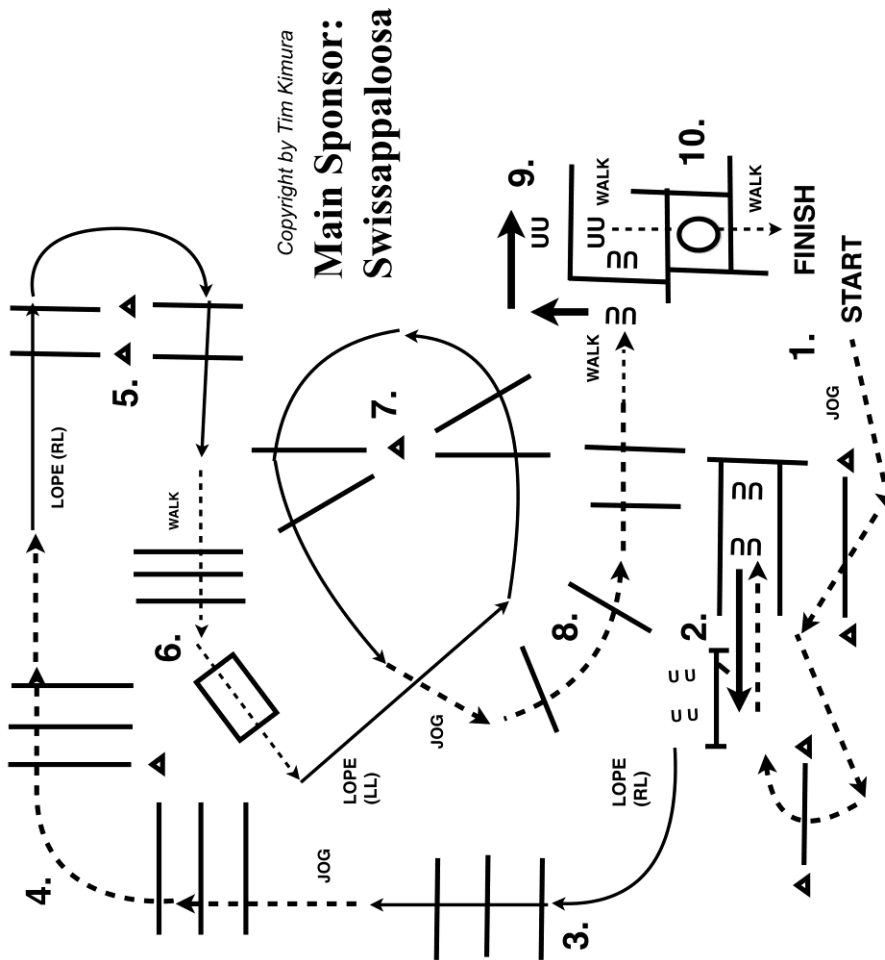 Copyright by Tim Kimura
Main Sponsor:
Swissappaloosa
START
1.
JOG
2.
LOPE
(RL)
3.
JOG
4.
LOPE (RL)
5.
WALK
6.
LOPE
(LL)
7.
JOG
8.
WALK
9.
WALK
10.
WALK
FINISH